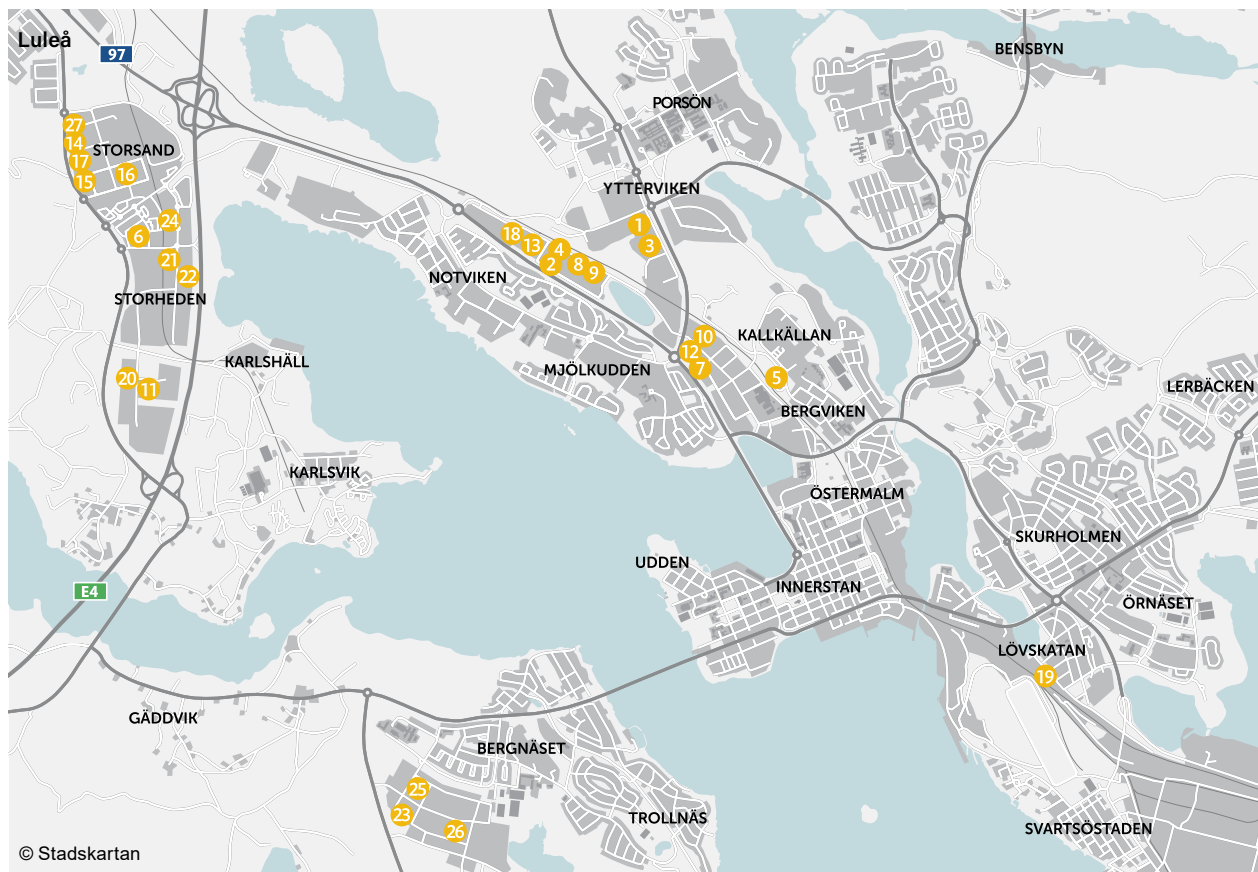 Luleå
97
BENSBYN
PORSÖN
27
14
STORSAND
17
16
15
YTTERVIKEN
24
1
18
6
13
4
3
21
2
8
9
22
NOTVIKEN
STORHEDEN
10
KALLKÄLLAN
12
KARLSHÄLL
MJÖLKUDDEN
7
20
11
5
LERBÄCKEN
BERGVIKEN
KARLSVIK
ÖSTERMALM
SKURHOLMEN
UDDEN
E4
INNERSTAN
ÖRNÄSET
LÖVSKATAN
19
GÄDDVIK
BERGNÄSET
25
23
TROLLNÄS
26
SVARTSÖSTADEN
© Stadskartan